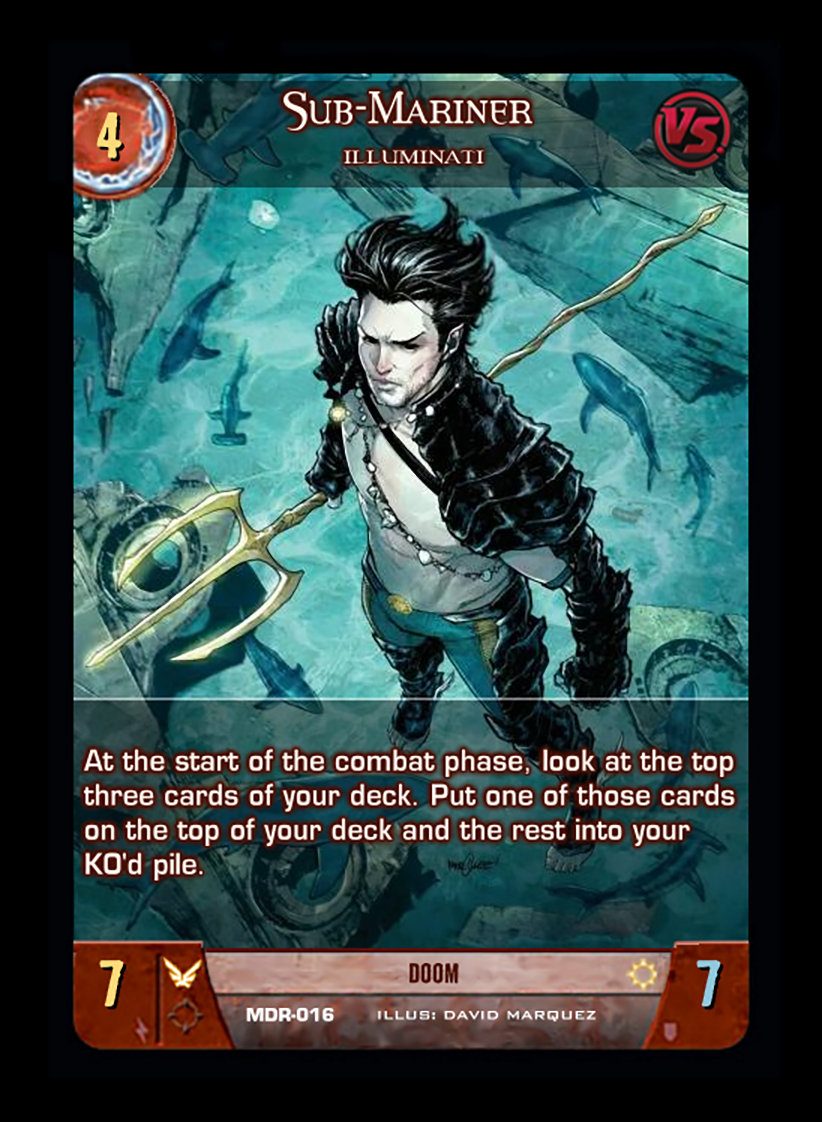 4
SUB-MARINER
ILLUMINATI
VS.
At the start of the combat phase, look at the top
three cards of your deck. Put one of those cards
on the top of your deck and the rest into your
KO'd pile.
7
DOOM
7
MDR-016 ILLUS: DAVID MARQUEZ